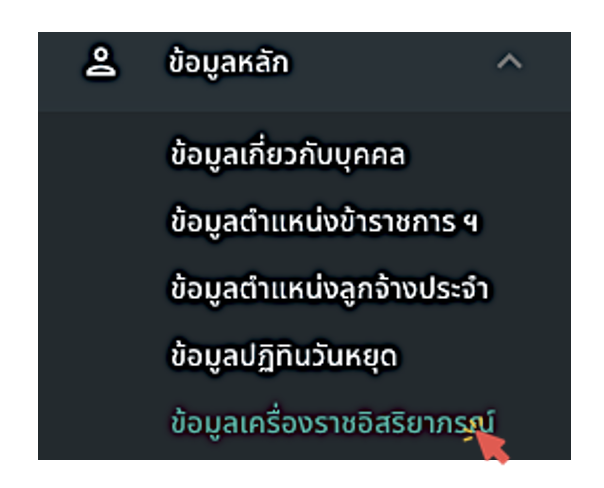 ข้อมูลหลัก
ข้อมูลเกี่ยวกับบุคคล
ข้อมูลตำแหน่งข้าราชการ ฯ
ข้อมูลตำแหน่งลูกจ้างประจำ
ข้อมูลปฏิทินวันหยุด
ข้อมูลเครื่องราชอิสริยาภรณ์